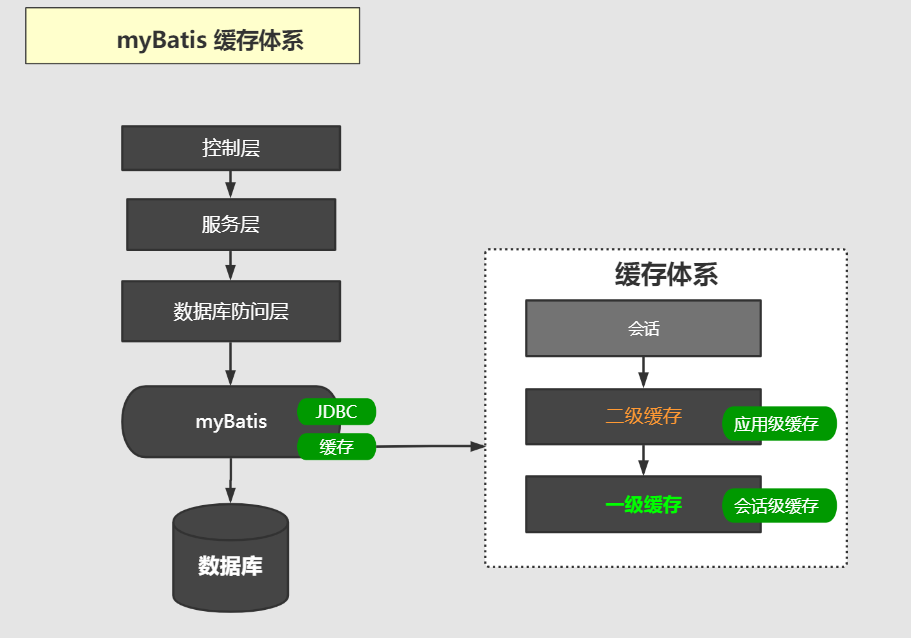 myBatis 缓存体系
控制层
服务层
数据库防问层
myBatis
JDBC
缓存
数据库
缓存体系
会话
二级缓存
应用级缓存
一级缓存
会话级缓存